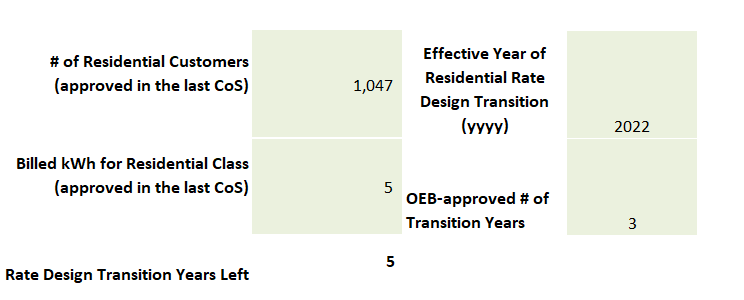 # of Residential Customers
(approved in the last CoS)
1,047
Effective Year of
Residential Rate
Design Transition
(yyyy)
2022
Billed kWh for Residential Class
(approved in the last CoS)
5
OEB-approved # of
Transition Years
3
Rate Design Transition Years Left
5